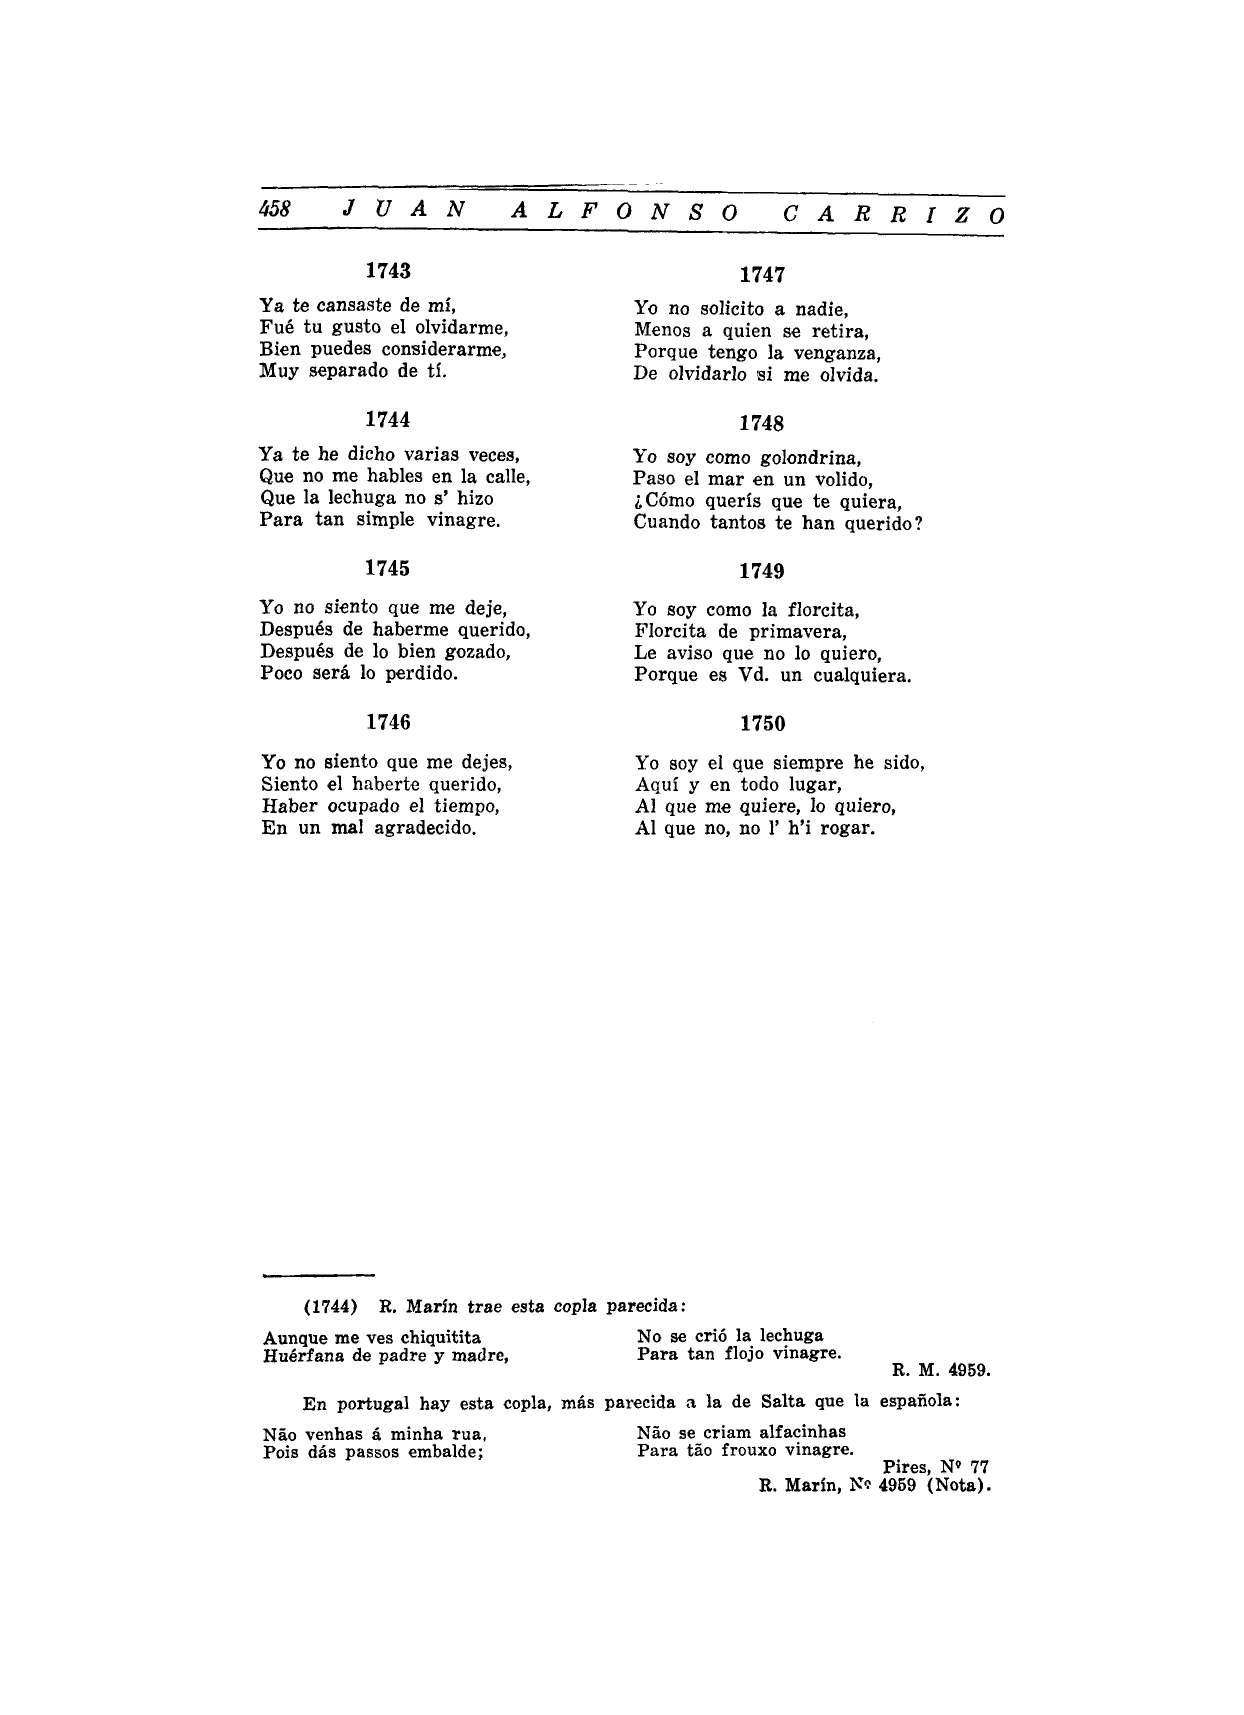 458 JUAN ALFONSO CARRIZO
1743
Ya te cansaste de mí,
Fué tu gusto el olvidarme,
Bien puedes considerarme,
Muy separado de tí.
1744
Ya te he dicho varias veces,
Que no me hables en la calle,
Que la lechuga no s' hizo
Para tan simple vinagre.
1745
Yo no siento que me deje,
Después de haberme querido,
Después de lo bien gozado,
Poco será lo perdido.
1746
Yo no siento que me dejes,
Siento el haberte querido,
Haber ocupado el tiempo,
En un mal agradecido.
1747
Yo no solicito a nadie,
Menos a quien se retira,
Porque tengo la venganza,
De olvidarlo si me olvida.
1748
Yo soy como golondrina,
Paso el mar en un volido,
¿Cómo querís que te quiera,
Cuando tantos te han querido?
1749
Yo soy como la florcita,
Florcita de primavera,
Le aviso que no lo quiero,
Porque es Vd. un cualquiera.
1750
Yo soy el que siempre he sido,
Aquí y en todo lugar,
Al que me quiere, lo quiero,
Al que no, no l' h'i rogar.
(1744) R. Marín trae esta copla parecida:
Aunque me ves chiquitita
Huérfana de padre y madre,
No se crió la lechuga
Para tan flojo vinagre.
R. M. 4959.
En portugal hay esta copla, más parecida a la de Salta que la española:
Não venhas á minha rua,
Pois dás passos embalde;
Não se criam alfacinhas
Para tão frouxo vinagre.
Pires, Nº 77
R. Marín, Nº 4959 (Nota).